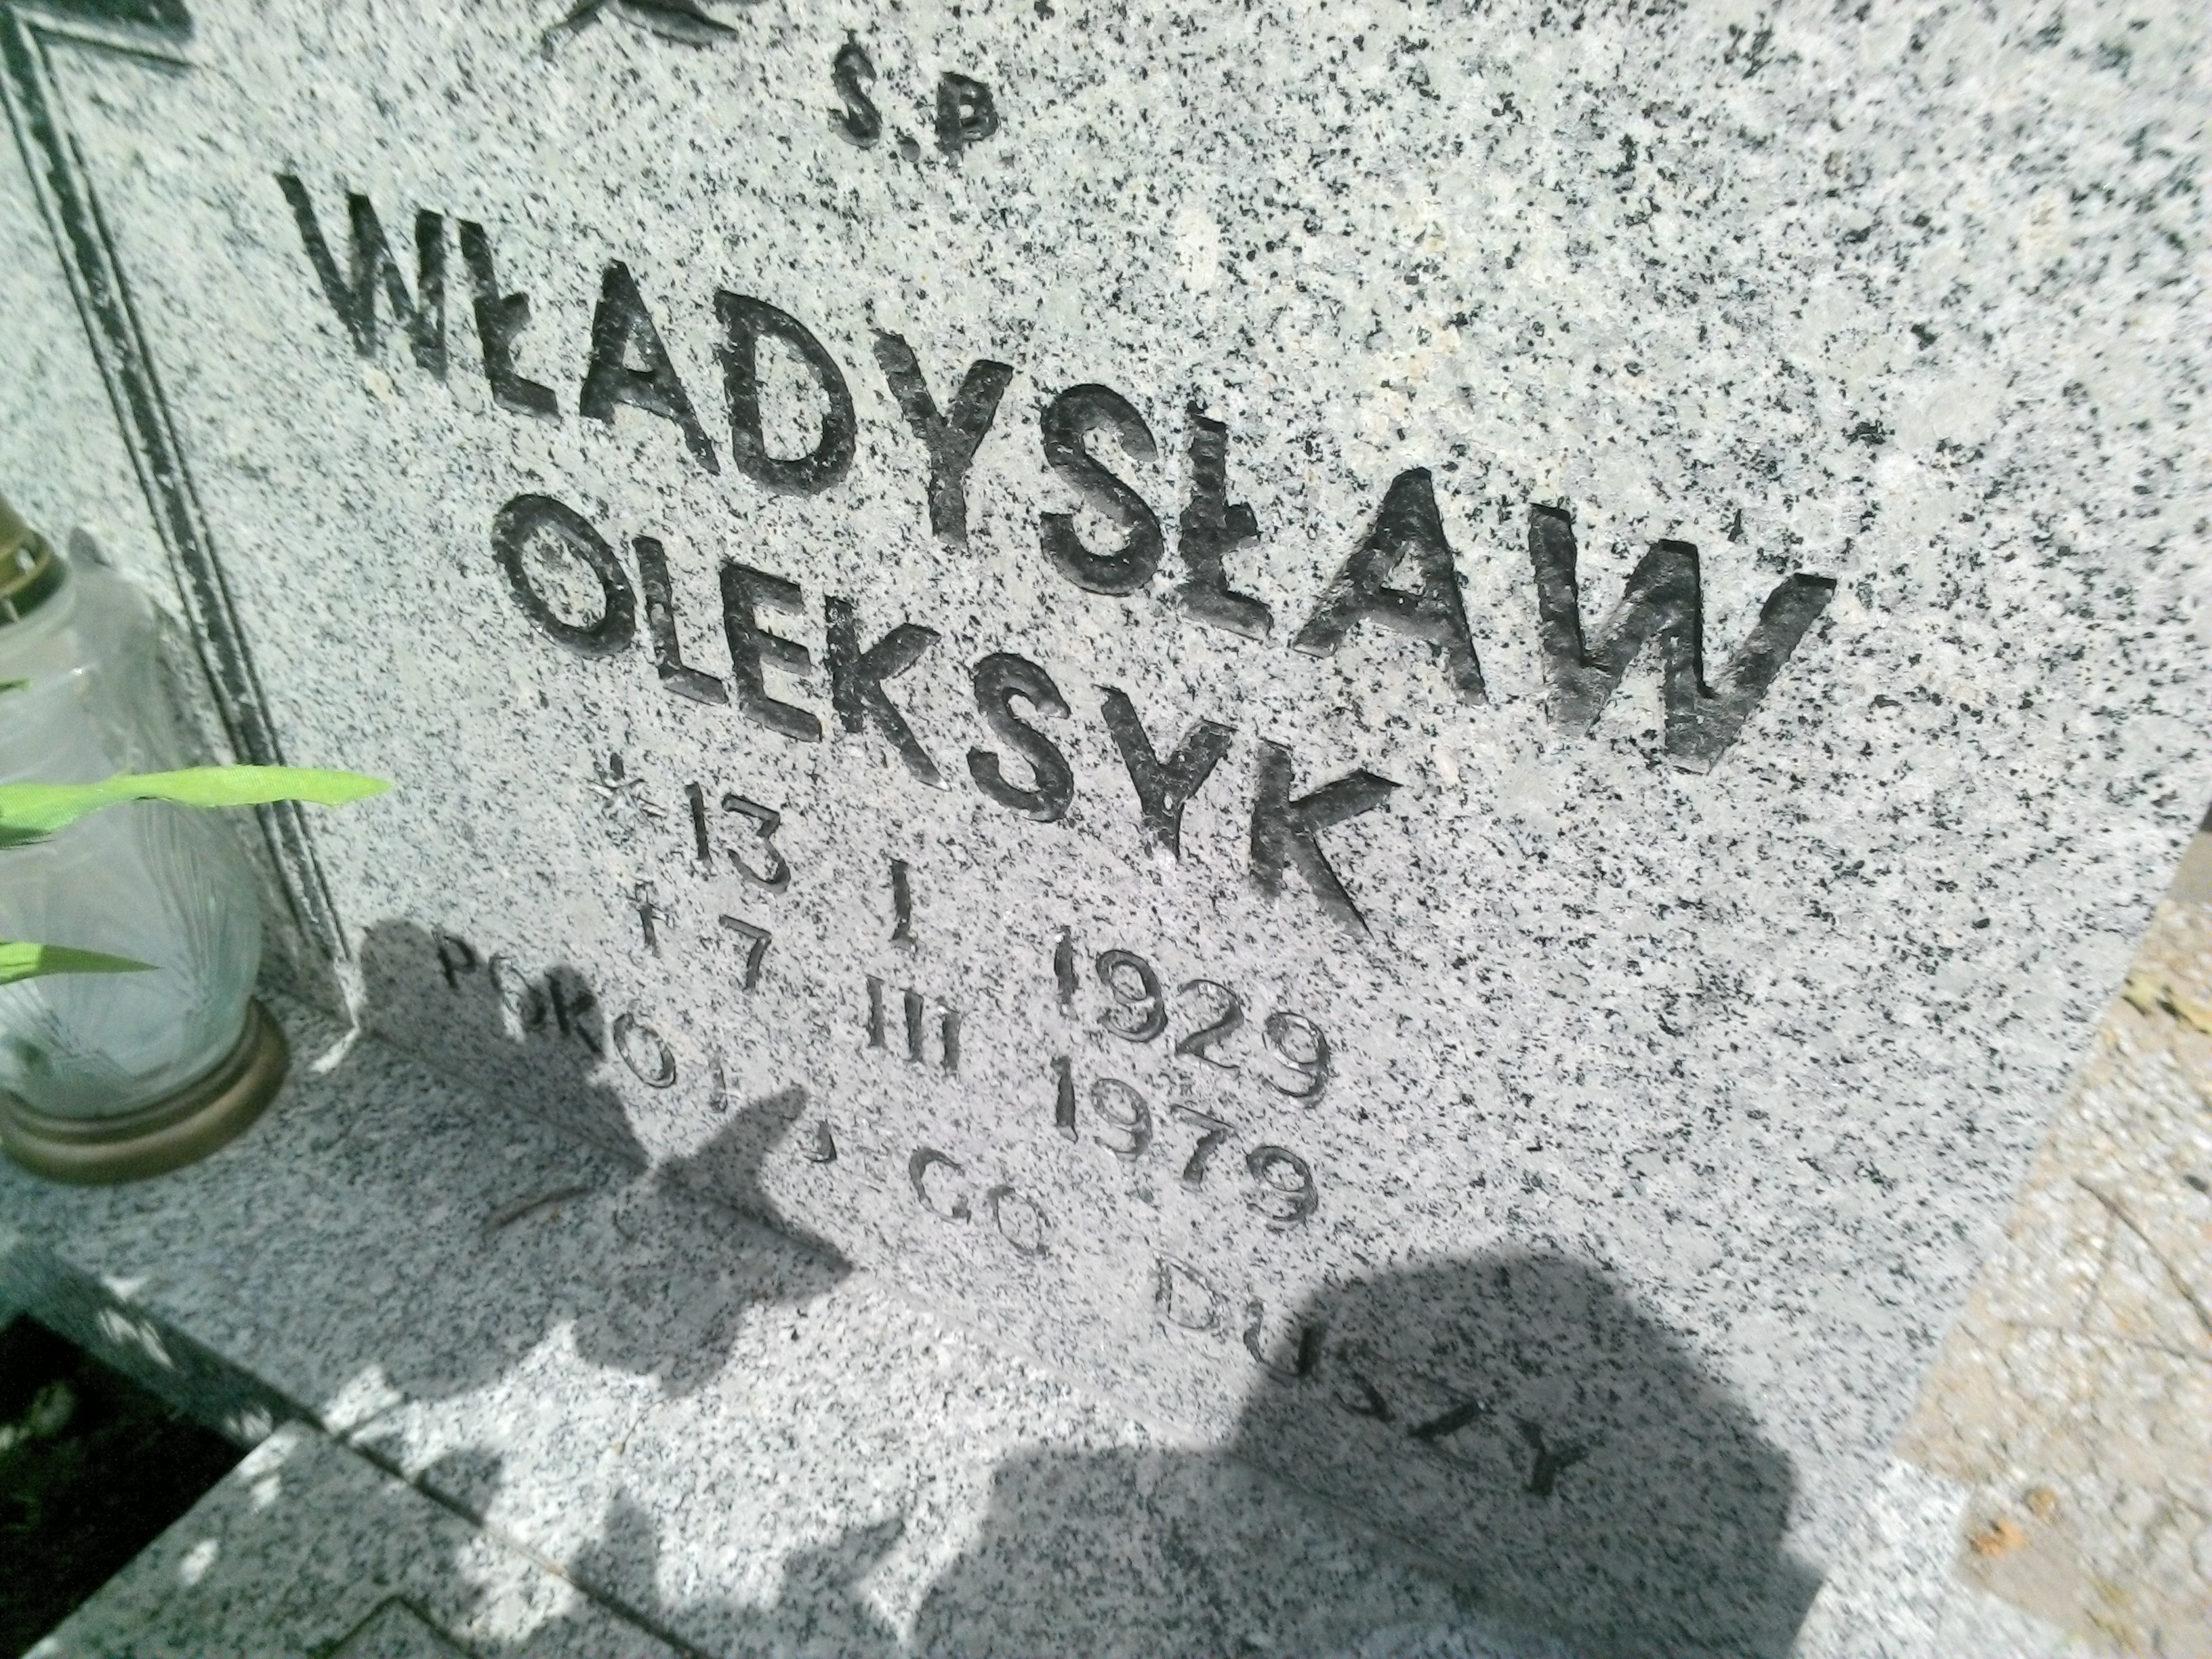 S.P
WŁADYSŁAW
OLEKSYK
* 13 I 1929
† 7 III 1979
POKÓJ JEGO DUSZY